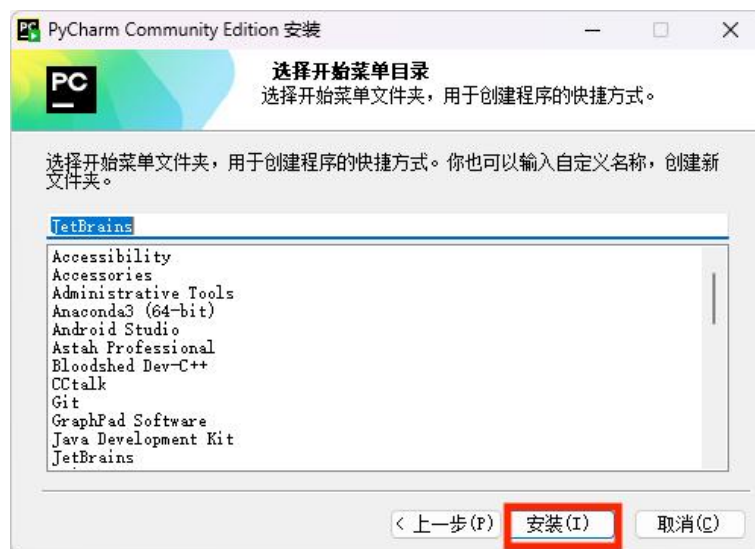 PyCharm Community Edition 安装
PC
选择开始菜单目录
选择开始菜单文件夹，用于创建程序的快捷方式。
选择开始菜单文件夹，用于创建程序的快捷方式。你也可以输入自定义名称，创建新
文件夹。
JetBrains
Accessibility
Accessories
Administrative Tools
Anaconda3 (64-bit)
Android Studio
Astah Professional
Bloodshed Dev-C++
CCtalk
Git
GraphPad Software
Java Development Kit
JetBrains
< 上一步(P) 安装(I) 取消(C)